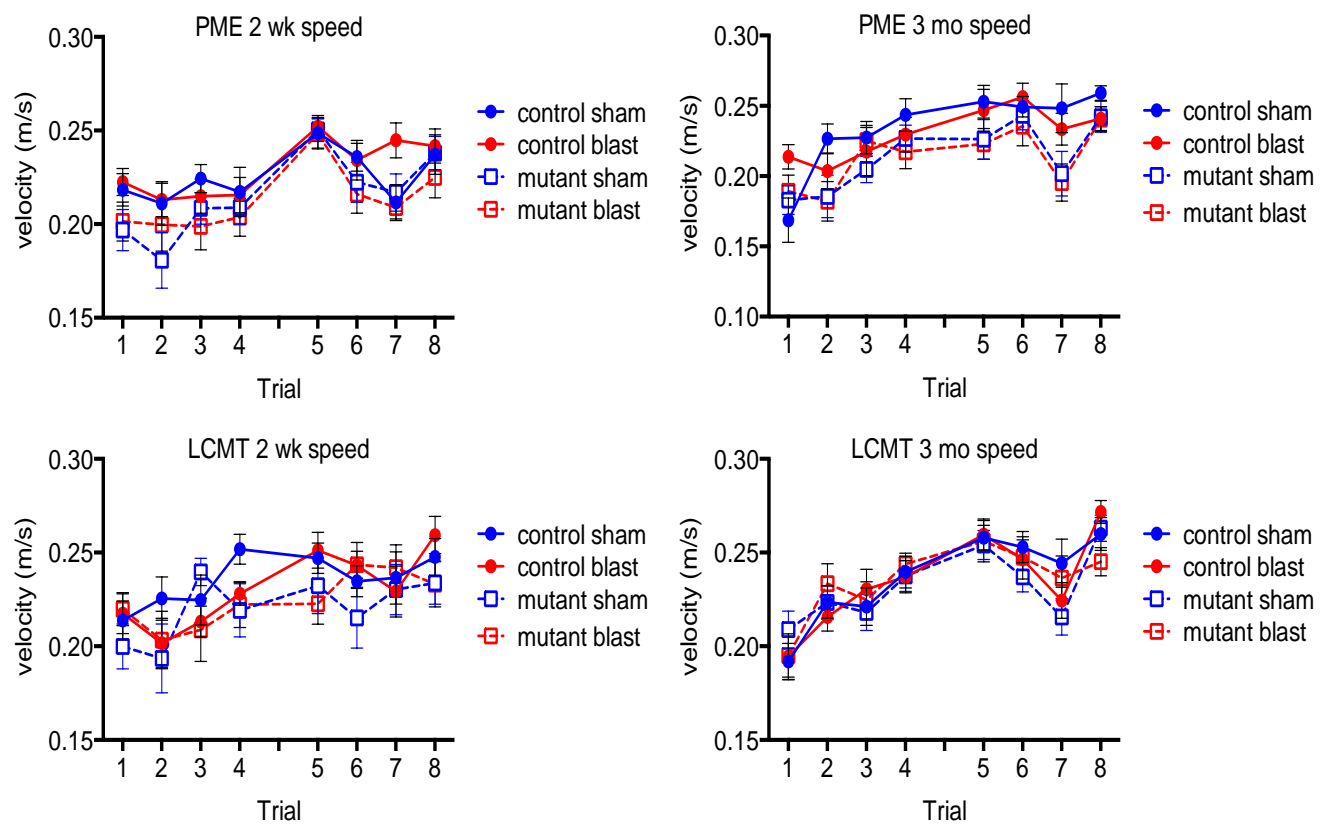 PME 2 wk speed
0.30
0.25
0.20
0.15
velocity (m/s)
1 2 3 4 5 6 7 8
Trial
control sham
control blast
mutant sham
mutant blast
PME 3 mo speed
0.30
0.25
0.20
0.15
0.10
velocity (m/s)
1 2 3 4 5 6 7 8
Trial
control sham
control blast
mutant sham
mutant blast
LCMT 2 wk speed
0.30
0.25
0.20
0.15
velocity (m/s)
1 2 3 4 5 6 7 8
Trial
control sham
control blast
mutant sham
mutant blast
LCMT 3 mo speed
0.30
0.25
0.20
0.15
velocity (m/s)
1 2 3 4 5 6 7 8
Trial
control sham
control blast
mutant sham
mutant blast